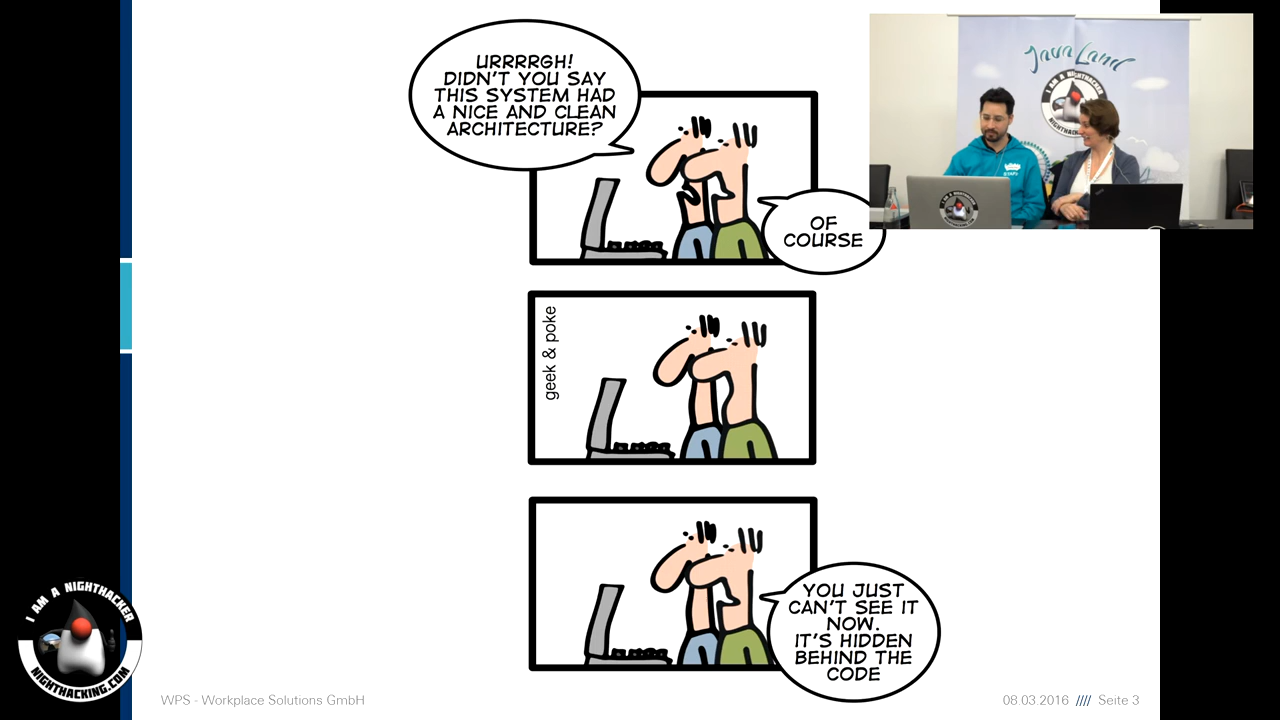 URRRRGH!
DIDN'T YOU SAY
THIS SYSTEM HAD
A NICE AND CLEAN
ARCHITECTURE?
OF
COURSE
geek & poke
YOU JUST
CAN'T SEE IT
NOW.
IT'S HIDDEN
BEHIND THE
CODE
JavaLand
I AM A NIGHTHACKER
I AM A NIGHTHACKER
NIGHTHACKING.COM
WPS - Workplace Solutions GmbH
08.03.2016 //// Seite 3